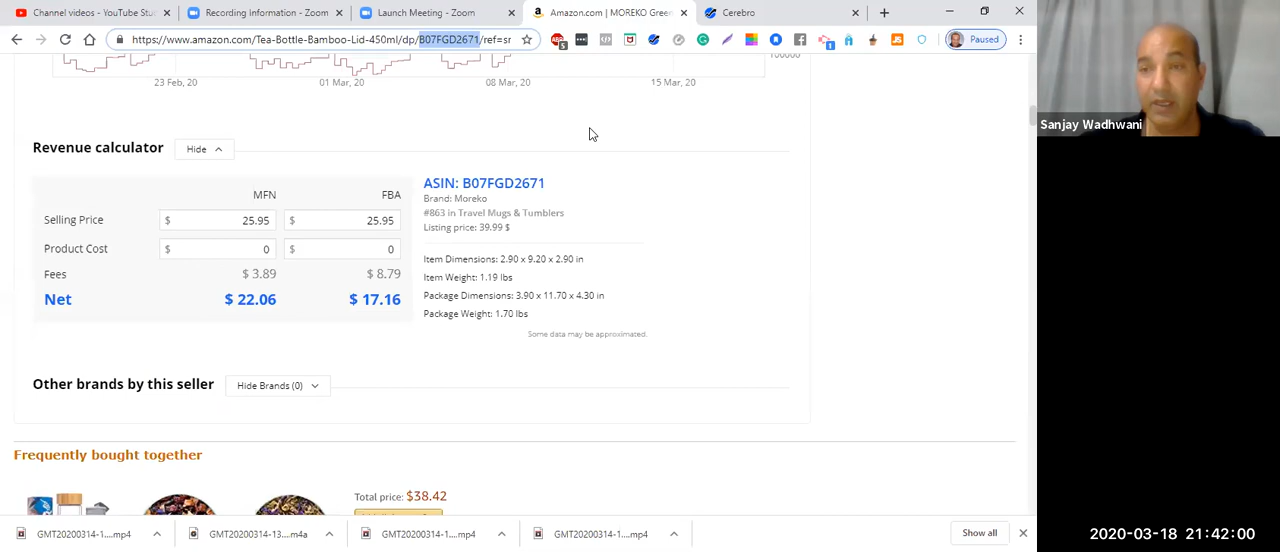 Channel videos - YouTube Stu
Recording Information - Zoom
Launch Meeting - Zoom
Amazon.com | MOREKO Green
Cerebro
https://www.amazon.com/Tea-Bottle-Bamboo-Lid-450ml/dp/B07FGD2671/ref=sr
Paused
100000
23 Feb, 20
01 Mar, 20
08 Mar, 20
15 Mar, 20
Sanjay Wadhwani
Revenue calculator
Hide
MFN FBA
Selling Price $ 25.95 $ 25.95
Product Cost $ 0 $ 0
Fees $ 3.89 $ 8.79
Net $ 22.06 $ 17.16
ASIN: B07FGD2671
Brand: Moreko
#863 in Travel Mugs & Tumblers
Listing price: 39.99 $
Item Dimensions: 2.90 x 9.20 x 2.90 in
Item Weight: 1.19 lbs
Package Dimensions: 3.90 x 11.70 x 4.30 in
Package Weight: 1.70 lbs
Some data may be approximated.
Other brands by this seller
Hide Brands (0)
Frequently bought together
Total price: $38.42
GMT20200314-1....mp4
GMT20200314-13....m4a
GMT20200314-1....mp4
GMT20200314-1....mp4
Show all
2020-03-18 21:42:00